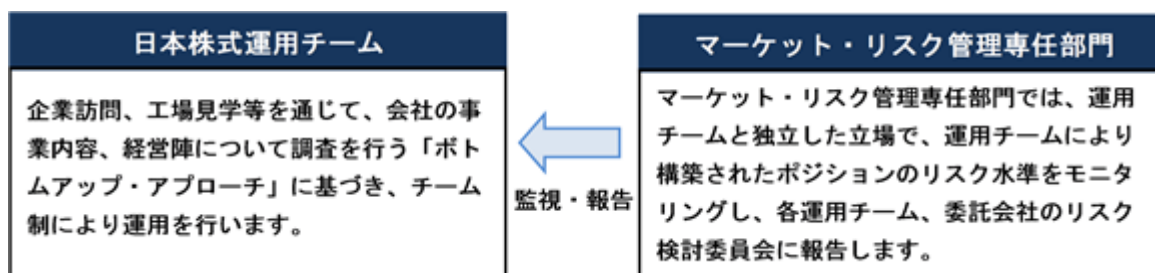 日本株式運用チーム
企業訪問、工場見学等を通じて、会社の事
業内容、経営陣について調査を行う「ボト
ムアップ・アプローチ」に基づき、チーム
制により運用を行います。
監視・報告
マーケット・リスク管理専任部門
マーケット・リスク管理専任部門では、運用
チームと独立した立場で、運用チームにより
構築されたポジションのリスク水準をモニタ
リングし、各運用チーム、委託会社のリスク
検討委員会に報告します。